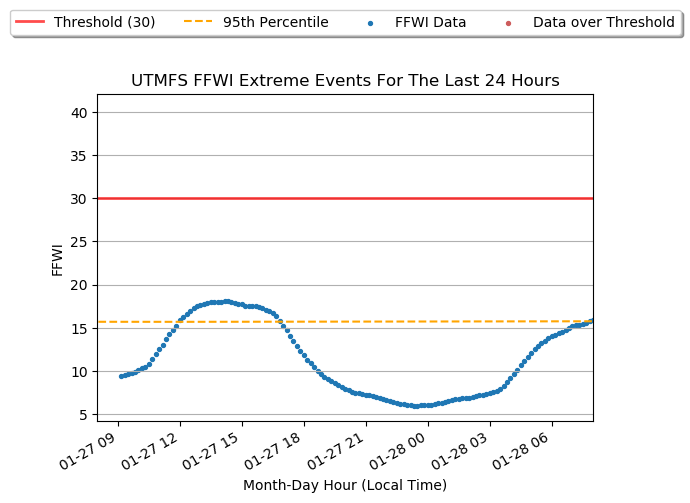 Threshold (30) 95th Percentile FFWI Data Data over Threshold
UTMFS FFWI Extreme Events For The Last 24 Hours
40
35
30
25
20
15
10
5
FFWI
01-27 09 01-27 12 01-27 15 01-27 18 01-27 21 01-28 00 01-28 03 01-28 06
Month-Day Hour (Local Time)